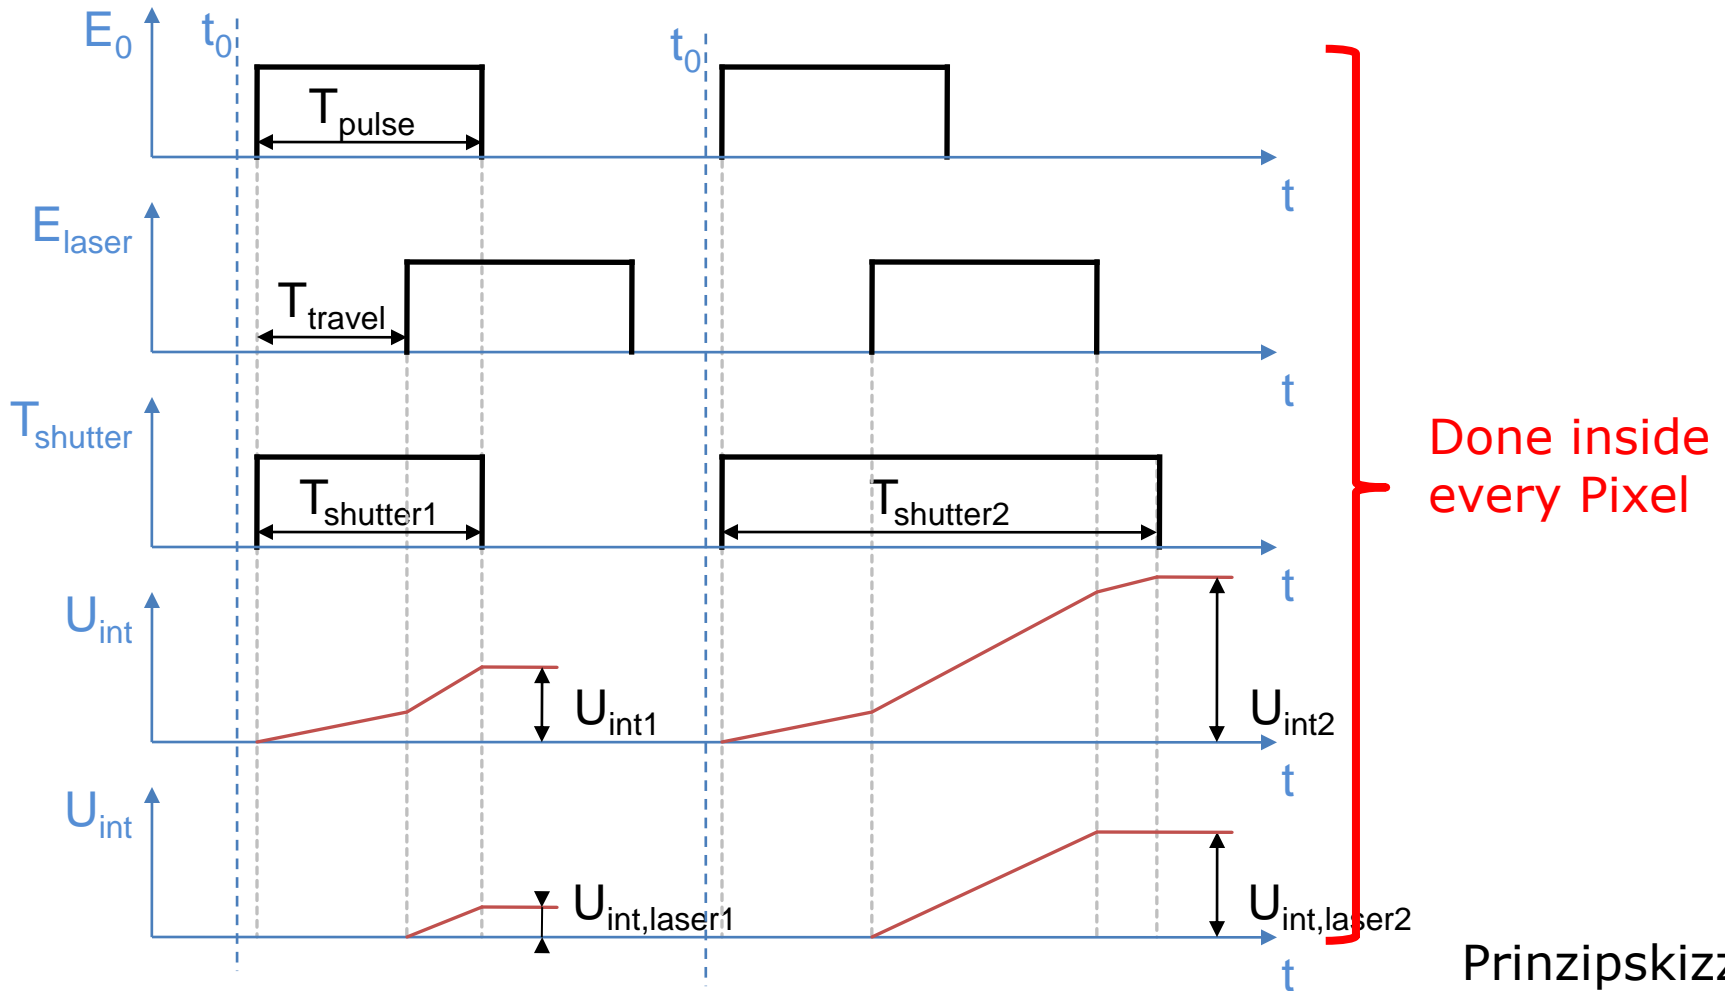 E0
t0
t0
Tpulse
t
Elaser
Ttravel
t
Tshutter
Tshutter1
Tshutter2
Done inside
every Pixel
t
Uint
Uint1
Uint2
t
Uint
Uint,laser1
Uint,laser2
t
Prinzipskizz